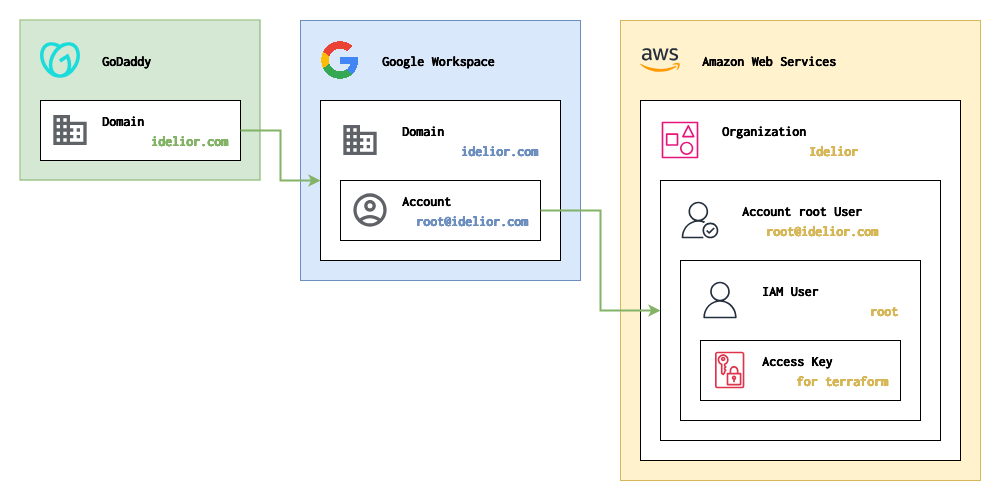 GoDaddy
Domain
idelior.com
Google Workspace
Domain
idelior.com
Account
root@idelior.com
aws
Amazon Web Services
Organization
Idelior
Account root User
root@idelior.com
IAM User
root
Access Key
for terraform